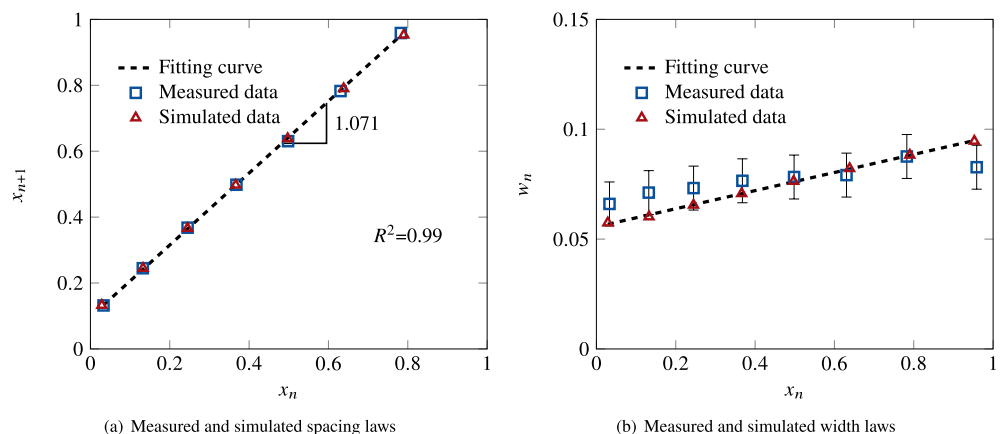 1
0.8
0.6
0.4
0.2
0
0 0.2 0.4 0.6 0.8 1
x_{n+1}
x_n
Fitting curve
Measured data
Simulated data
1.071
R²=0.99
(a) Measured and simulated spacing laws
0.15
0.1
0.05
0
0 0.2 0.4 0.6 0.8 1
w_n
x_n
Fitting curve
Measured data
Simulated data
(b) Measured and simulated width laws